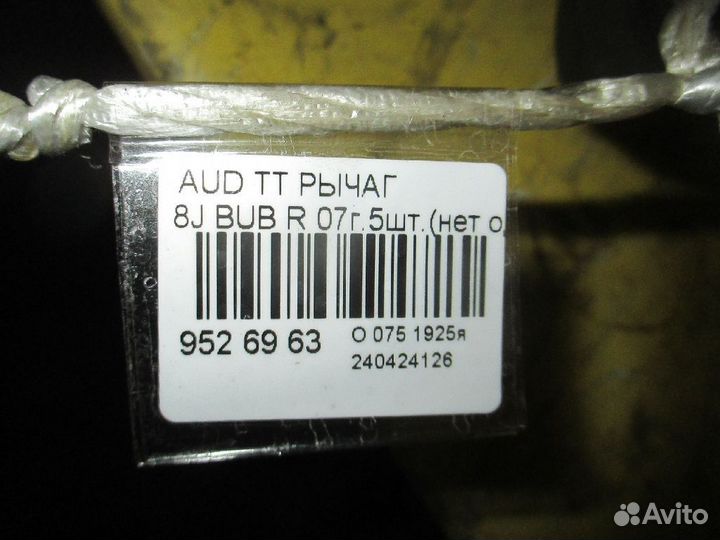 AUD TT РЫЧАГ
8J BUB R 07г.5шт.(нет о
952 69 63
О 075 1925я
240424126
Avito